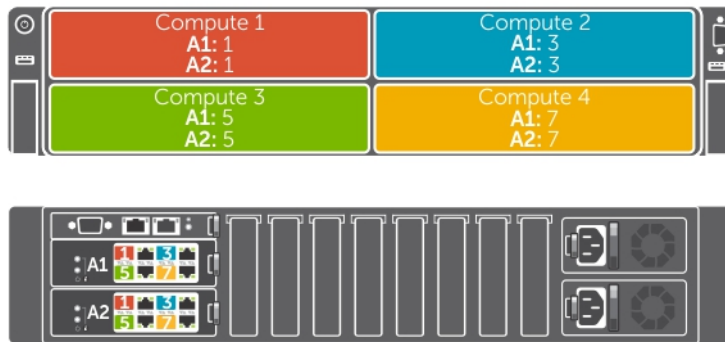 Compute 1
A1: 1
A2: 1
Compute 2
A1: 3
A2: 3
Compute 3
A1: 5
A2: 5
Compute 4
A1: 7
A2: 7
A1 1 3
5 7
A2 1 3
5 7